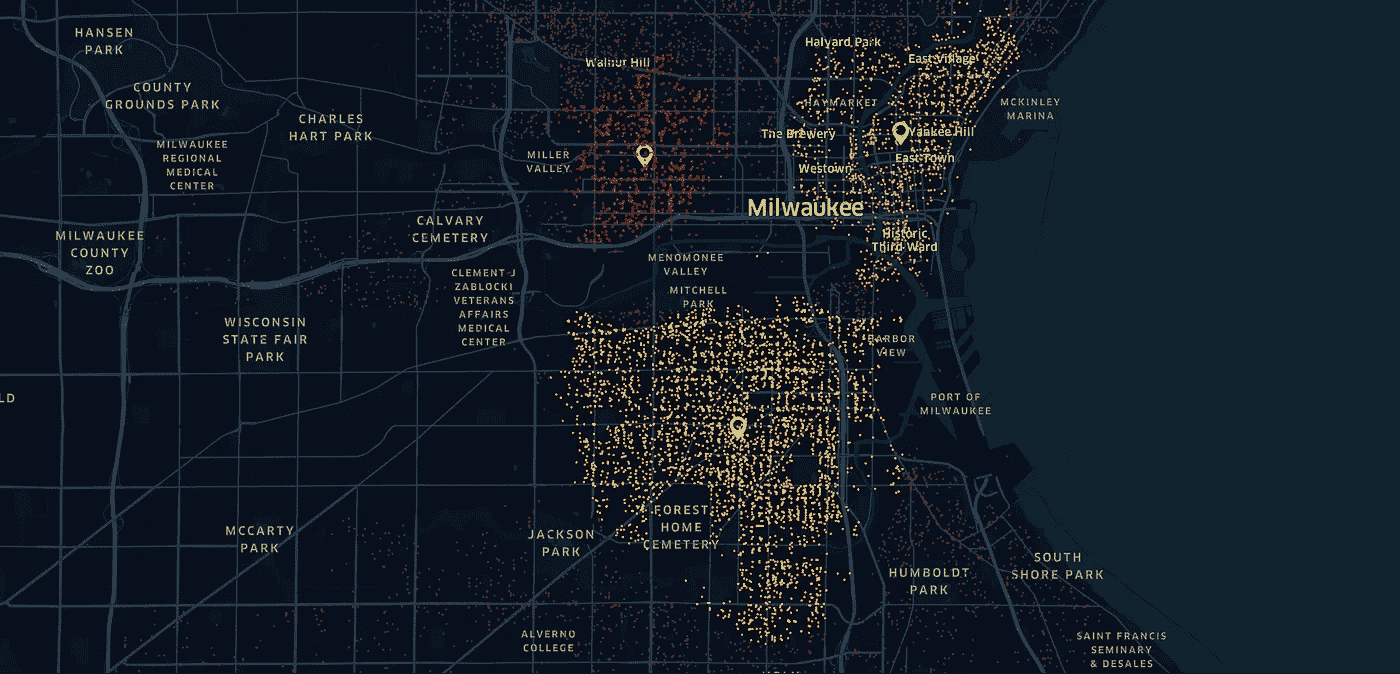 HANSEN
PARK
COUNTY
GROUNDS PARK
CHARLES
HART PARK
MILWAUKEE
REGIONAL
MEDICAL
CENTER
Walnut Hill
MILLER
VALLEY
Halyard Park
East Village
HAYMARKET
MCKINLEY
MARINA
The Brewery
Yankee Hill
East Town
Westown
Milwaukee
CALVARY
CEMETERY
MILWAUKEE
COUNTY
ZOO
Historic
Third Ward
MENOMONEE
VALLEY
MITCHELL
PARK
CLEMENT J
ZABLOCKI
VETERANS
AFFAIRS
MEDICAL
CENTER
WISCONSIN
STATE FAIR
PARK
HARBOR
VIEW
LD
PORT OF
MILWAUKEE
MCCARTY
PARK
JACKSON
PARK
FOREST
HOME
CEMETERY
HUMBOLDT
PARK
SOUTH
SHORE PARK
ALVERNO
COLLEGE
SAINT FRANCIS
SEMINARY
& DESALES